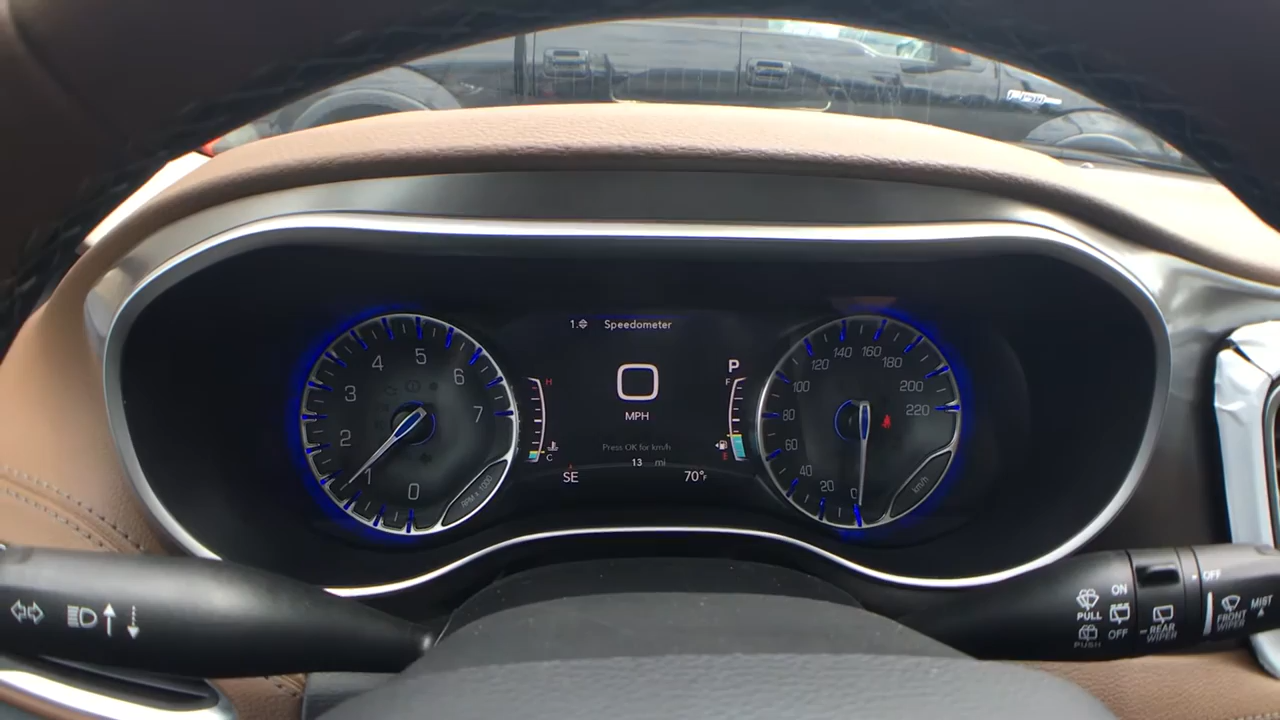 1. Speedometer
0
MPH
Press OK for km/h
13 mi
SE
70°F
P
H
C
F
E
0
1
2
3
4
5
6
7
RPM x 1000
0
20
40
60
80
100
120
140
160
180
200
220
km/h
PULL
PUSH
ON
OFF
REAR
WIPER
OFF
FRONT
WIPER
MIST